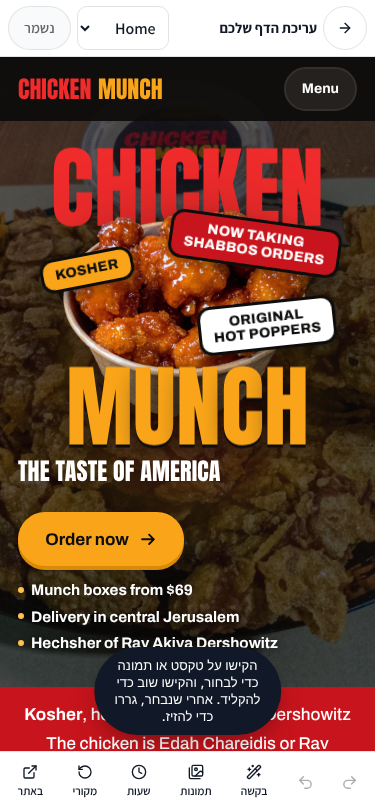 עריכת הדף שלכם
Home
נשמר
CHICKEN MUNCH
Menu
CHICKEN
NOW TAKING
SHABBOS ORDERS
KOSHER
ORIGINAL
HOT POPPERS
MUNCH
THE TASTE OF AMERICA
Order now
Munch boxes from $69
Delivery in central Jerusalem
Hechsher of Rav Akiva Dershowitz
הקישו על טקסט או תמונה
כדי לבחור, והקישו שוב כדי
להקליד. אחרי שנבחר, גררו
כדי להזיז.
Kosher, Dershowitz
The chicken is Edah Chareidis or Rav
בקשה
תמונות
שעות
מקורי
באתר